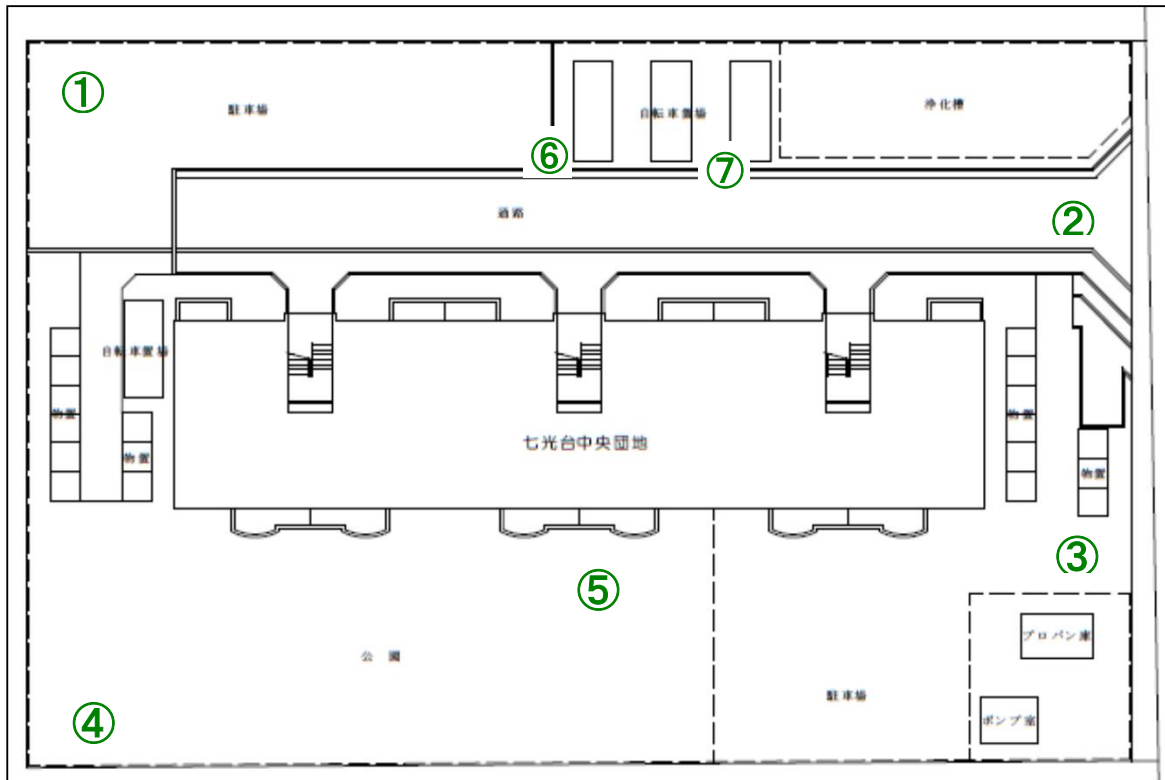 ①
駐車場
自転車置場
浄化槽
⑥
⑦
通路
②
自転車置場
物置
物置
七光台中央団地
物置
物置
③
⑤
プロパン庫
公　園
駐車場
④
ポンプ室